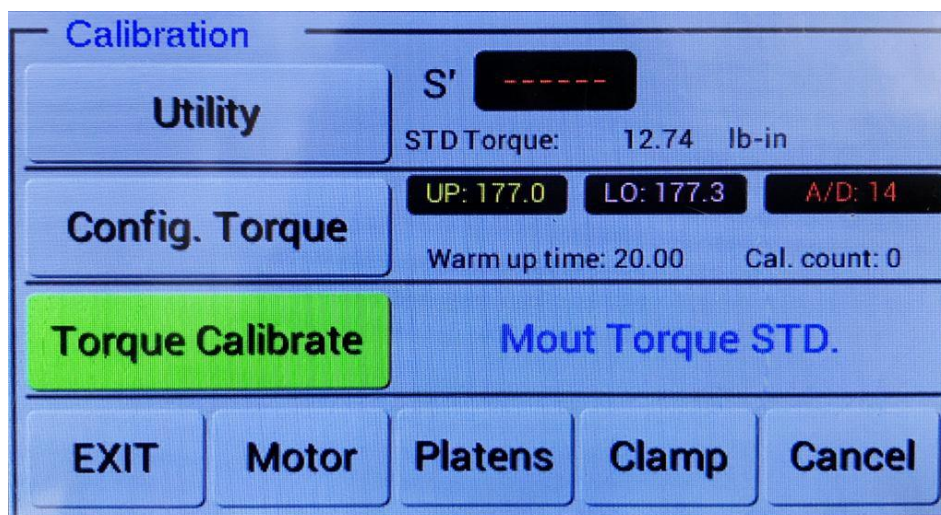 Calibration
Utility
S' ------
STD Torque: 12.74 lb-in
Config. Torque
UP: 177.0 LO: 177.3 A/D: 14
Warm up time: 20.00 Cal. count: 0
Torque Calibrate
Mout Torque STD.
EXIT Motor Platens Clamp Cancel